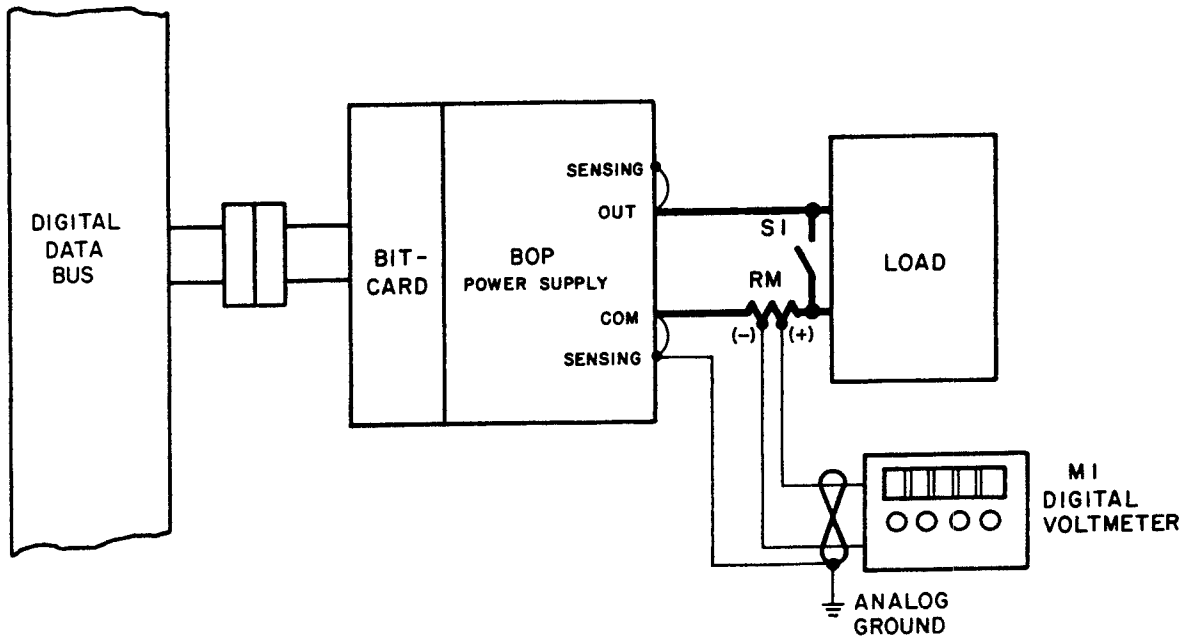 DIGITAL
DATA
BUS
BIT-
CARD
BOP
POWER SUPPLY
SENSING
OUT
COM
SENSING
S1
RM
(-)
(+)
LOAD
M1
DIGITAL
VOLTMETER
ANALOG
GROUND